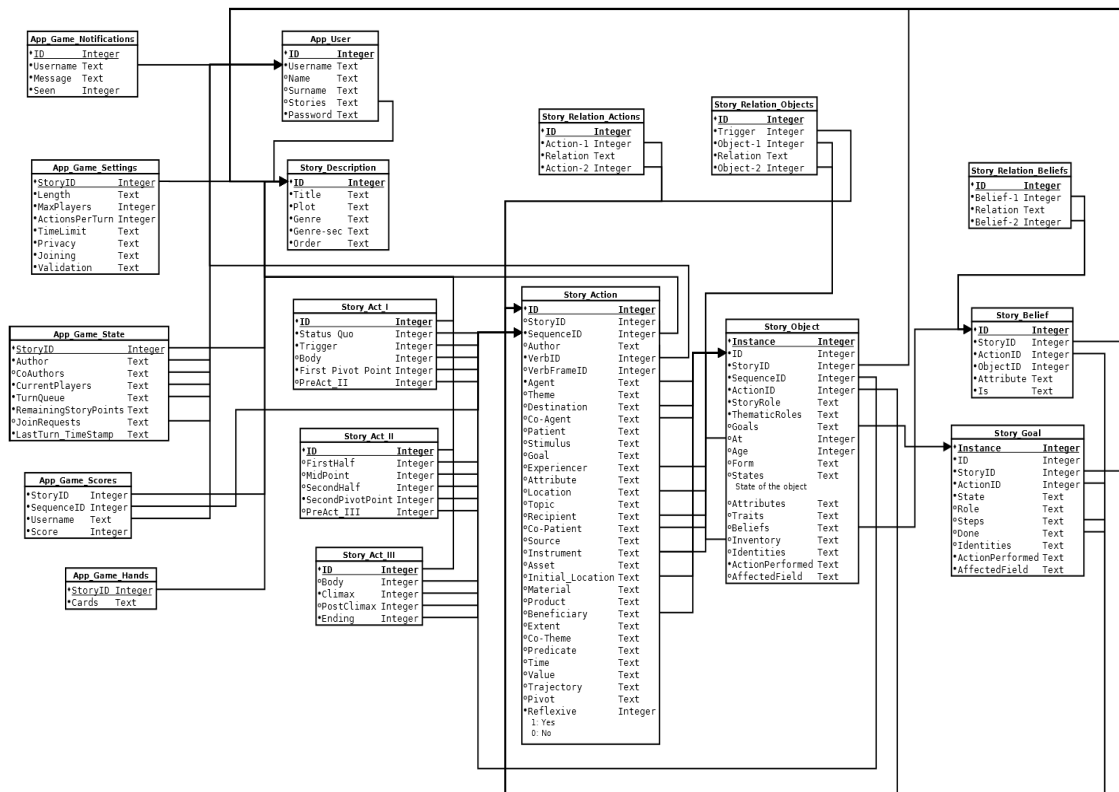 App_Game_Notifications
ID Integer
Username Text
Message Text
Seen Integer
App_User
ID Integer
Username Text
Name Text
Surname Text
Stories Text
Password Text
Story_Relation_Actions
ID Integer
Action-1 Integer
Relation Text
Action-2 Integer
Story_Relation_Objects
ID Integer
Trigger Integer
Object-1 Integer
Relation Text
Object-2 Integer
Story_Relation_Beliefs
ID Integer
Belief-1 Integer
Relation Text
Belief-2 Integer
App_Game_Settings
StoryID Integer
Length Text
MaxPlayers Integer
ActionsPerTurn Integer
TimeLimit Text
Privacy Text
Joining Text
Validation Text
Story_Description
ID Integer
Title Text
Plot Text
Genre Text
Genre-sec Text
Order Text
App_Game_State
StoryID Integer
Author Text
CoAuthors Text
CurrentPlayers Text
TurnQueue Text
RemainingStoryPoints Text
JoinRequests Text
LastTurn_TimeStamp Text
Story_Act_I
ID Integer
Status Quo Integer
Trigger Integer
Body Integer
First Pivot Point Integer
PreAct_II Integer
Story_Act_II
ID Integer
FirstHalf Integer
MidPoint Integer
SecondHalf Integer
SecondPivotPoint Integer
PreAct_III Integer
Story_Act_III
ID Integer
Body Integer
Climax Integer
PostClimax Integer
Ending Integer
App_Game_Scores
StoryID Integer
SequenceID Integer
Username Text
Score Integer
App_Game_Hands
StoryID Integer
Cards Text
Story_Action
ID Integer
StoryID Integer
SequenceID Integer
Author Text
VerbID Integer
VerbFrameID Integer
Agent Text
Theme Text
Destination Text
Co-Agent Text
Patient Text
Stimulus Text
Goal Text
Experiencer Text
Attribute Text
Location Text
Topic Text
Recipient Text
Co-Patient Text
Source Text
Instrument Text
Asset Text
Initial_Location Text
Material Text
Product Text
Beneficiary Text
Extent Text
Co-Theme Text
Predicate Text
Time Text
Value Text
Trajectory Text
Pivot Text
Reflexive Integer
1: Yes
0: No
Story_Object
Instance Integer
ID Integer
StoryID Integer
SequenceID Integer
ActionID Integer
StoryRole Text
ThematicRoles Text
Goals Text
At Integer
Age Integer
Form Text
States Text
State of the object
Attributes Text
Traits Text
Beliefs Text
Inventory Text
Identities Text
ActionPerformed Text
AffectedField Text
Story_Belief
ID Integer
StoryID Integer
ActionID Integer
ObjectID Integer
Attribute Text
Is Text
Story_Goal
Instance Integer
ID Integer
StoryID Integer
ActionID Integer
State Text
Role Text
Steps Text
Done Text
Identities Text
ActionPerformed Text
AffectedField Text